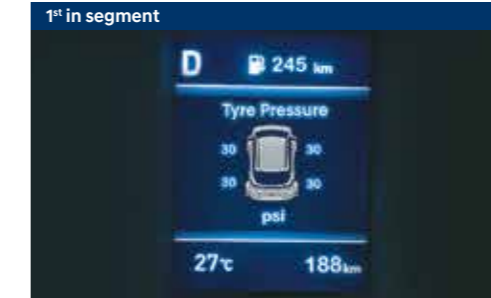 1st in segment
D 245 km
Tyre Pressure
30 30
30 30
psi
27℃ 188km